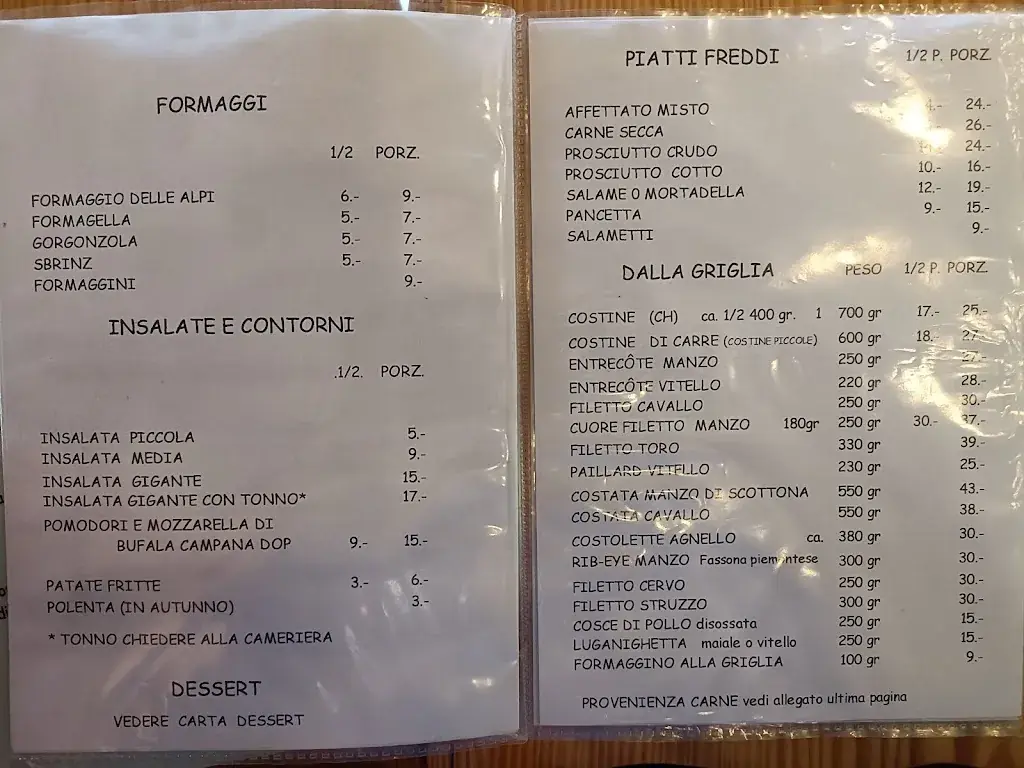 FORMAGGI
1/2 PORZ.
FORMAGGIO DELLE ALPI 6.- 9.-
FORMAGELLA 5.- 7.-
GORGONZOLA 5.- 7.-
SBRINZ 5.- 7.-
FORMAGGINI 9.-
INSALATE E CONTORNI
.1/2. PORZ.
INSALATA PICCOLA 5.-
INSALATA MEDIA 9.-
INSALATA GIGANTE 15.-
INSALATA GIGANTE CON TONNO* 17.-
POMODORI E MOZZARELLA DI
BUFALA CAMPANA DOP 9.- 15.-
PATATE FRITTE 3.- 6.-
POLENTA (IN AUTUNNO) 3.-
* TONNO CHIEDERE ALLA CAMERIERA
DESSERT
VEDERE CARTA DESSERT
PIATTI FREDDI 1/2 P. PORZ.
AFFETTATO MISTO 24.-
CARNE SECCA 26.-
PROSCIUTTO CRUDO 24.-
PROSCIUTTO COTTO 10.- 16.-
SALAME O MORTADELLA 12.- 19.-
PANCETTA 9.- 15.-
SALAMETTI 9.-
DALLA GRIGLIA PESO 1/2 P. PORZ.
COSTINE (CH) ca. 1/2 400 gr. 1 700 gr 17.- 25.-
COSTINE DI CARRE (COSTINE PICCOLE) 600 gr 18.- 27.-
ENTRECÔTE MANZO 250 gr 27.-
ENTRECÔTE VITELLO 220 gr 28.-
FILETTO CAVALLO 250 gr 30.-
CUORE FILETTO MANZO 180gr 250 gr 30.- 37.-
FILETTO TORO 330 gr 39.-
PAILLARD VITELLO 230 gr 25.-
COSTATA MANZO DI SCOTTONA 550 gr 43.-
COSTATA CAVALLO 550 gr 38.-
COSTOLETTE AGNELLO ca. 380 gr 30.-
RIB-EYE MANZO Fassona piemontese 300 gr 30.-
FILETTO CERVO 250 gr 30.-
FILETTO STRUZZO 300 gr 30.-
COSCE DI POLLO disossata 250 gr 15.-
LUGANIGHETTA maiale o vitello 250 gr 15.-
FORMAGGINO ALLA GRIGLIA 100 gr 9.-
PROVENIENZA CARNE vedi allegato ultima pagina